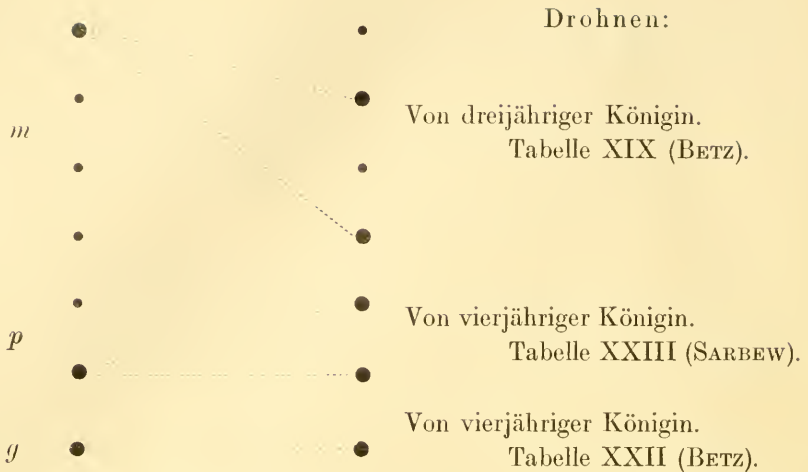 Drohnen:
Von dreijähriger Königin.
m
Tabelle XIX (Betz).
Von vierjähriger Königin.
p
Tabelle XXIII (Sarbew).
Von vierjähriger Königin.
g
Tabelle XXII (Betz).